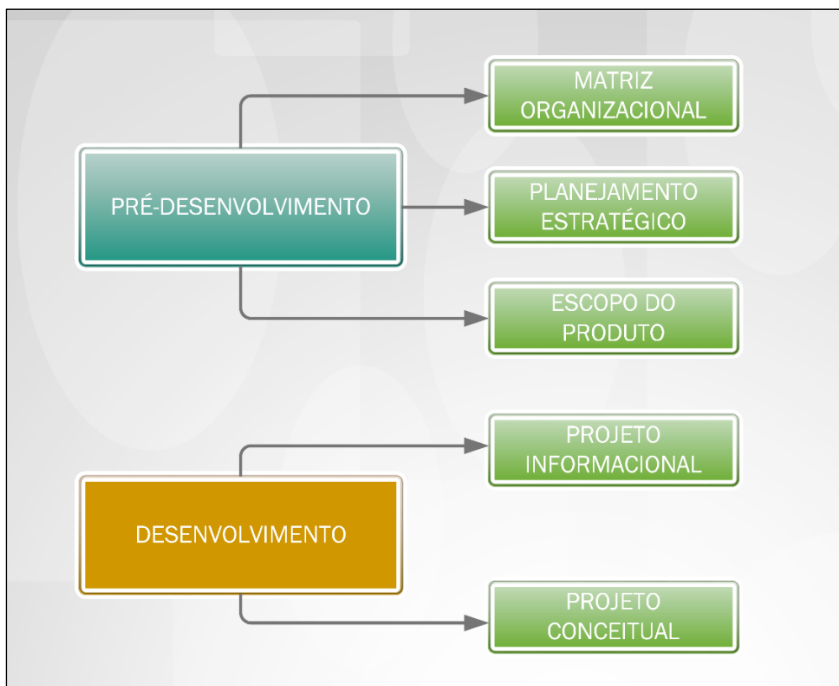 MATRIZ
ORGANIZACIONAL
PRÉ-DESENVOLVIMENTO
PLANEJAMENTO
ESTRATÉGICO
ESCOPO DO
PRODUTO
PROJETO
INFORMACIONAL
DESENVOLVIMENTO
PROJETO
CONCEITUAL